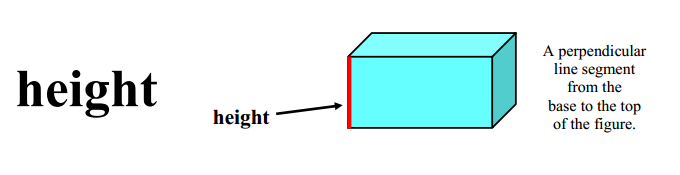 height
height
A perpendicular
line segment
from the
base to the top
of the figure.